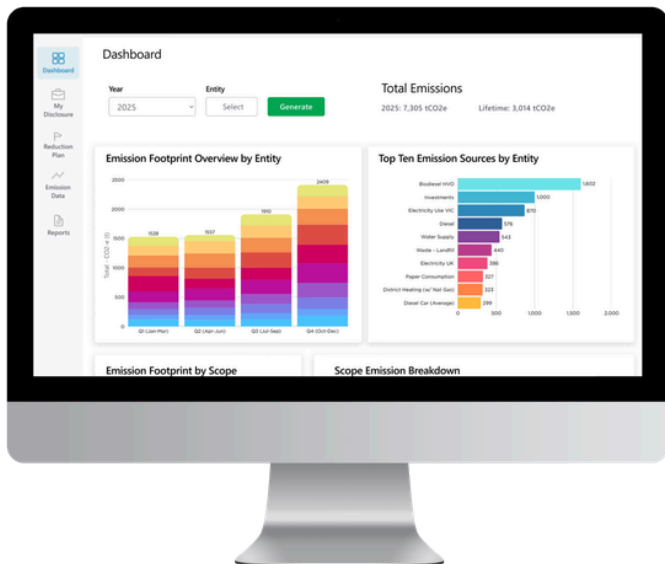 Dashboard
Dashboard
My
Disclosure
Reduction
Plan
Emission
Data
Reports
Year
2025
Entity
Select
Generate
Total Emissions
2025: 7,305 tCO2e
Lifetime: 3,014 tCO2e
Emission Footprint Overview by Entity
Total - CO2-e (t)
2500
2000
1500
1000
500
0
1528
1557
1910
2409
Q1 (Jan-Mar)
Q2 (Apr-Jun)
Q3 (Jul-Sep)
Q4 (Oct-Dec)
Top Ten Emission Sources by Entity
Biodiesel HVO 1,602
Investments 1,000
Electricity Use VIC 870
Diesel 576
Water Supply 543
Waste - Landfill 440
Electricity UK 386
Paper Consumption 327
District Heating (w/ Nat Gas) 323
Diesel Car (Average) 299
0 500 1,000 1,500 2,000
Emission Footprint by Scope
Scope Emission Breakdown